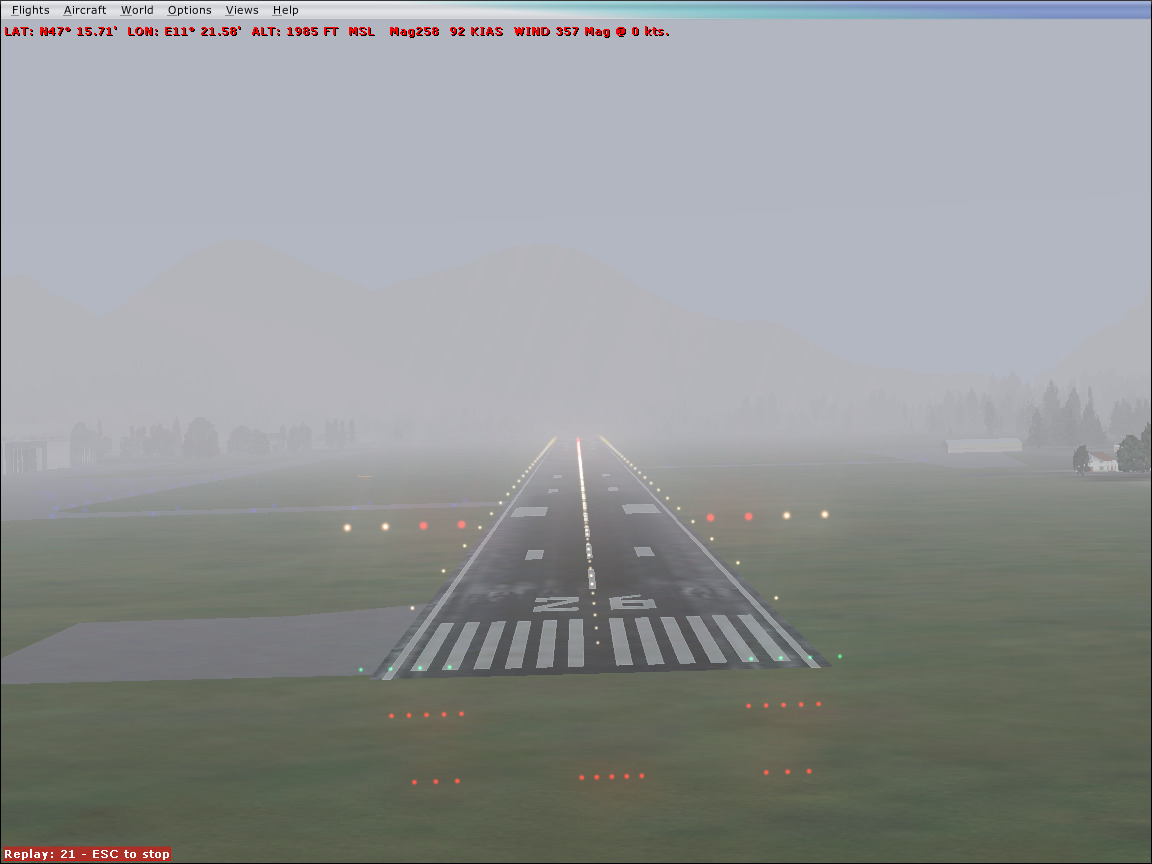 Flights Aircraft World Options Views Help
LAT: N47° 15.71' LON: E11° 21.58' ALT: 1985 FT MSL Mag258 92 KIAS WIND 357 Mag @ 0 kts.
26
Replay: 21 - ESC to stop